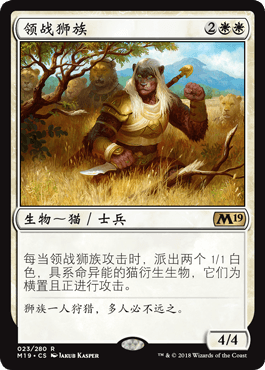 领战狮族 2
生物～猫／士兵 M19
每当领战狮族攻击时，派出两个 1/1 白
色，具系命异能的猫衍生生物，它们为
横置且正进行攻击。
狮族一人狩猎，多人必不远之。
4/4
023/280 R
M19 • CS JAKUB KASPER
™ & © 2018 Wizards of the Coast